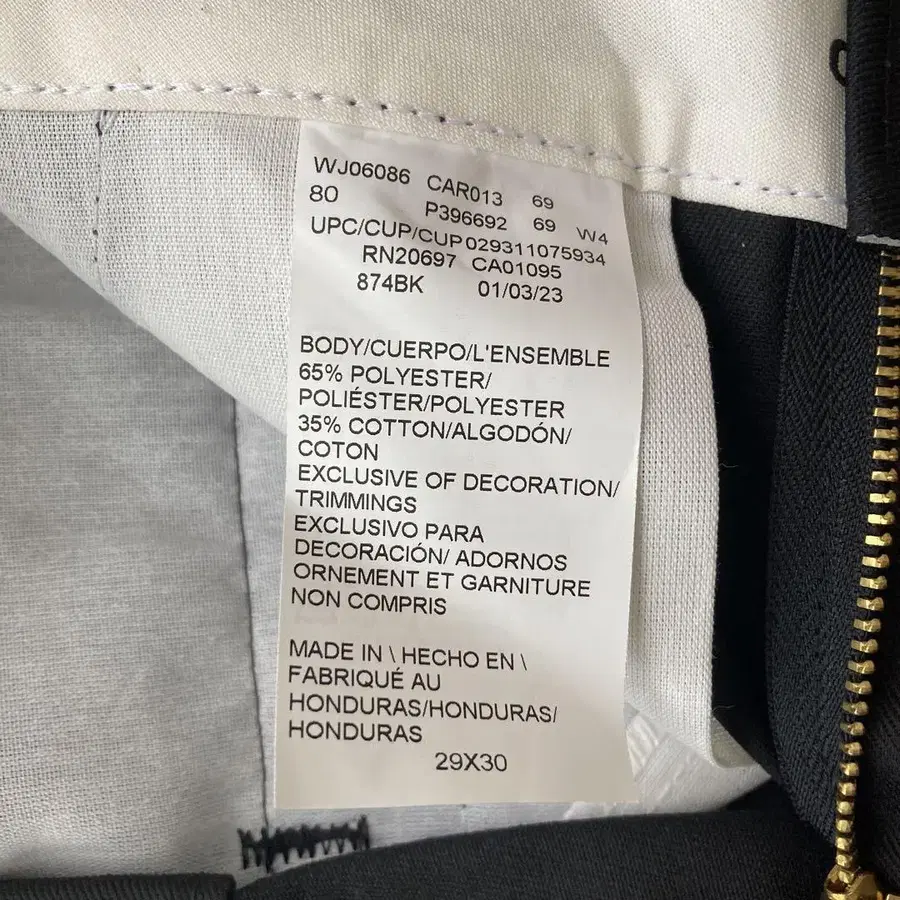 WJ06086 CAR013 69
80 P396692 69 W4
UPC/CUP/CUP 029311075934
RN20697 CA01095
874BK 01/03/23
BODY/CUERPO/L'ENSEMBLE
65% POLYESTER/
POLIÉSTER/POLYESTER
35% COTTON/ALGODÓN/
COTON
EXCLUSIVE OF DECORATION/
TRIMMINGS
EXCLUSIVO PARA
DECORACIÓN/ ADORNOS
ORNEMENT ET GARNITURE
NON COMPRIS
MADE IN \ HECHO EN \
FABRIQUÉ AU
HONDURAS/HONDURAS/
HONDURAS
29X30